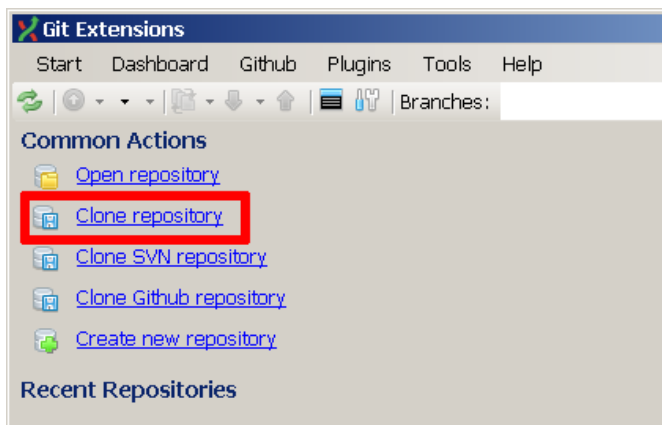 Git Extensions
Start Dashboard Github Plugins Tools Help
Branches:
Common Actions
Open repository
Clone repository
Clone SVN repository
Clone Github repository
Create new repository
Recent Repositories